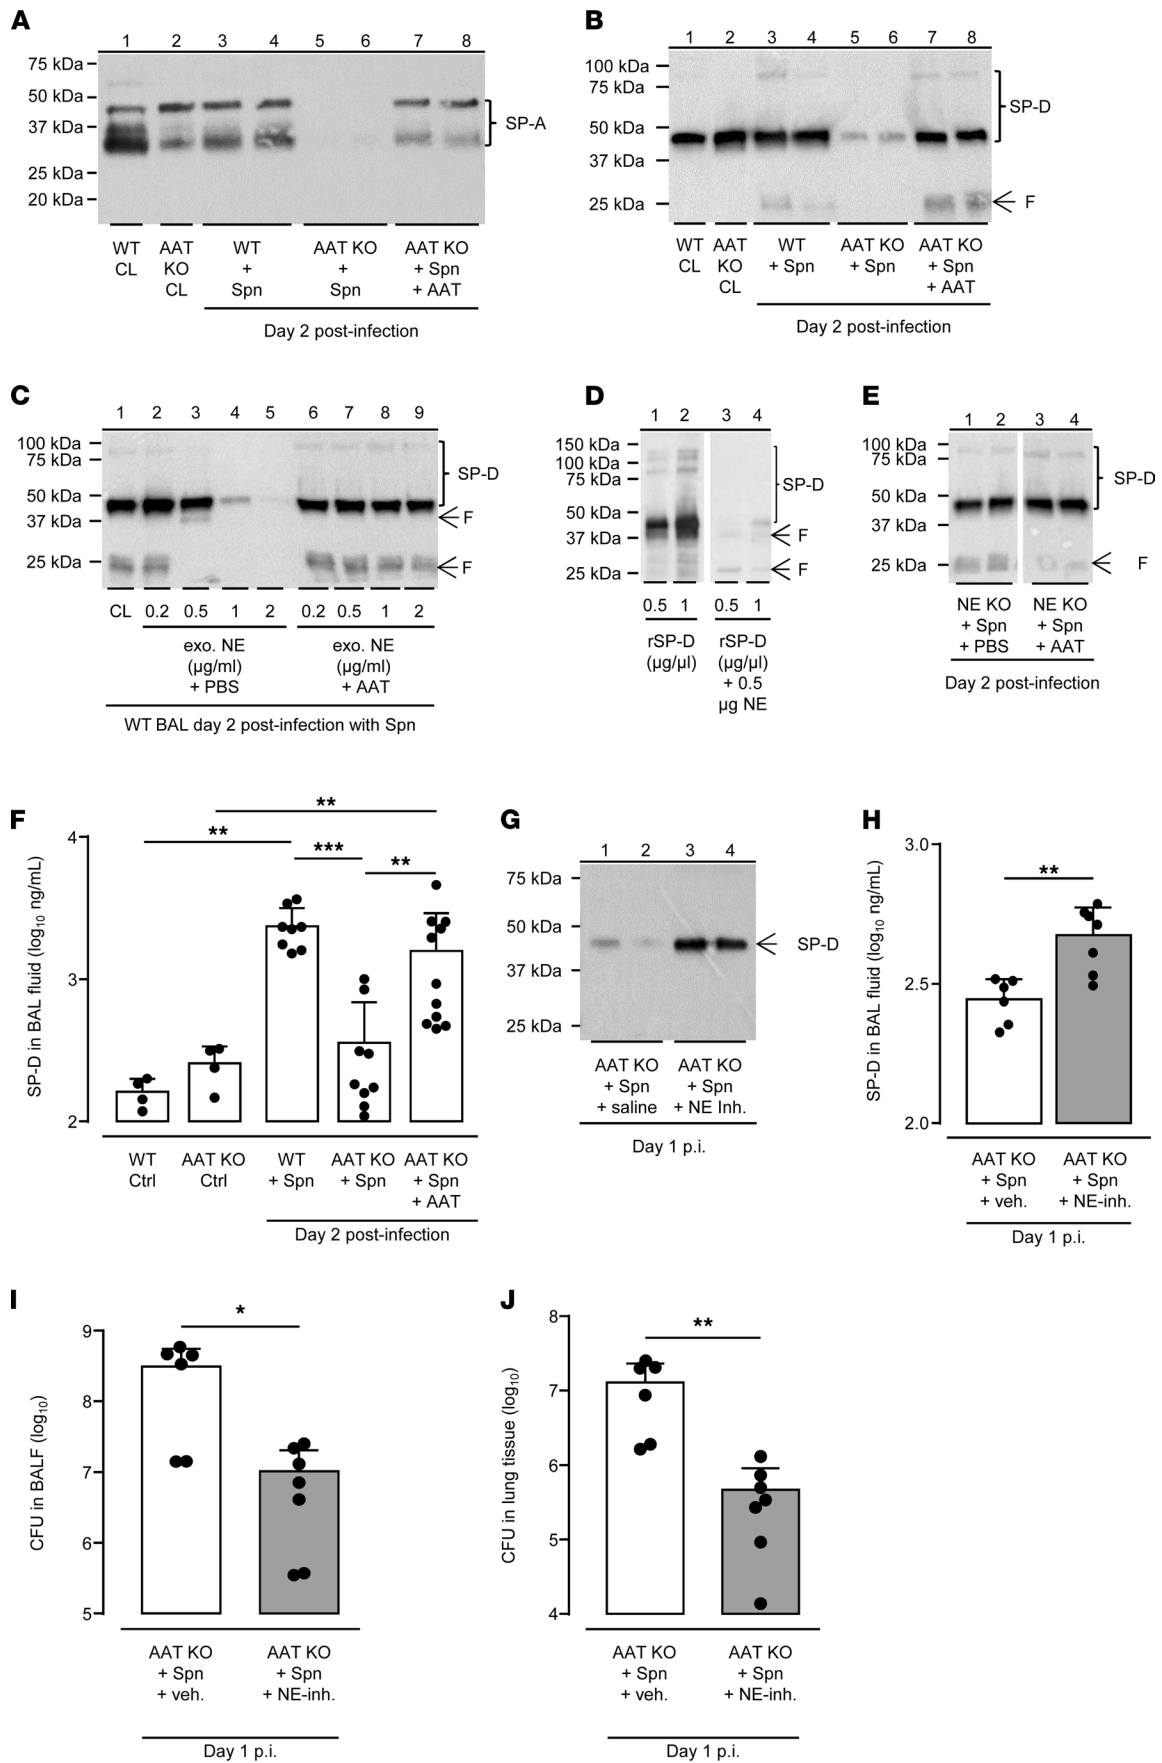 A
1 2 3 4 5 6 7 8
75 kDa
50 kDa
37 kDa
25 kDa
20 kDa
SP-A
WT CL
AAT KO CL
WT + Spn
AAT KO + Spn
AAT KO + Spn + AAT
Day 2 post-infection
B
1 2 3 4 5 6 7 8
100 kDa
75 kDa
50 kDa
37 kDa
25 kDa
SP-D
F
WT CL
AAT KO CL
WT + Spn
AAT KO + Spn
AAT KO + Spn + AAT
Day 2 post-infection
C
1 2 3 4 5 6 7 8 9
100 kDa
75 kDa
50 kDa
37 kDa
25 kDa
SP-D
F
F
CL 0.2 0.5 1 2 0.2 0.5 1 2
exo. NE (µg/ml) + PBS
exo. NE (µg/ml) + AAT
WT BAL day 2 post-infection with Spn
D
1 2 3 4
150 kDa
100 kDa
75 kDa
50 kDa
37 kDa
25 kDa
SP-D
F
F
0.5 1 0.5 1
rSP-D (µg/µl)
rSP-D (µg/µl) + 0.5 µg NE
E
1 2 3 4
100 kDa
75 kDa
50 kDa
37 kDa
25 kDa
SP-D
F
NE KO + Spn + PBS
NE KO + Spn + AAT
Day 2 post-infection
F
SP-D in BAL fluid (log10 ng/mL)
4
3
2
**
**
***
**
WT Ctrl
AAT KO Ctrl
WT + Spn
AAT KO + Spn
AAT KO + Spn + AAT
Day 2 post-infection
G
1 2 3 4
75 kDa
50 kDa
37 kDa
25 kDa
SP-D
AAT KO + Spn + saline
AAT KO + Spn + NE Inh.
Day 1 p.i.
H
SP-D in BAL fluid (log10 ng/mL)
3.0
2.5
2.0
**
AAT KO + Spn + veh.
AAT KO + Spn + NE-inh.
Day 1 p.i.
I
CFU in BALF (log10)
9
8
7
6
5
*
AAT KO + Spn + veh.
AAT KO + Spn + NE-inh.
Day 1 p.i.
J
CFU in lung tissue (log10)
8
7
6
5
4
**
AAT KO + Spn + veh.
AAT KO + Spn + NE-inh.
Day 1 p.i.